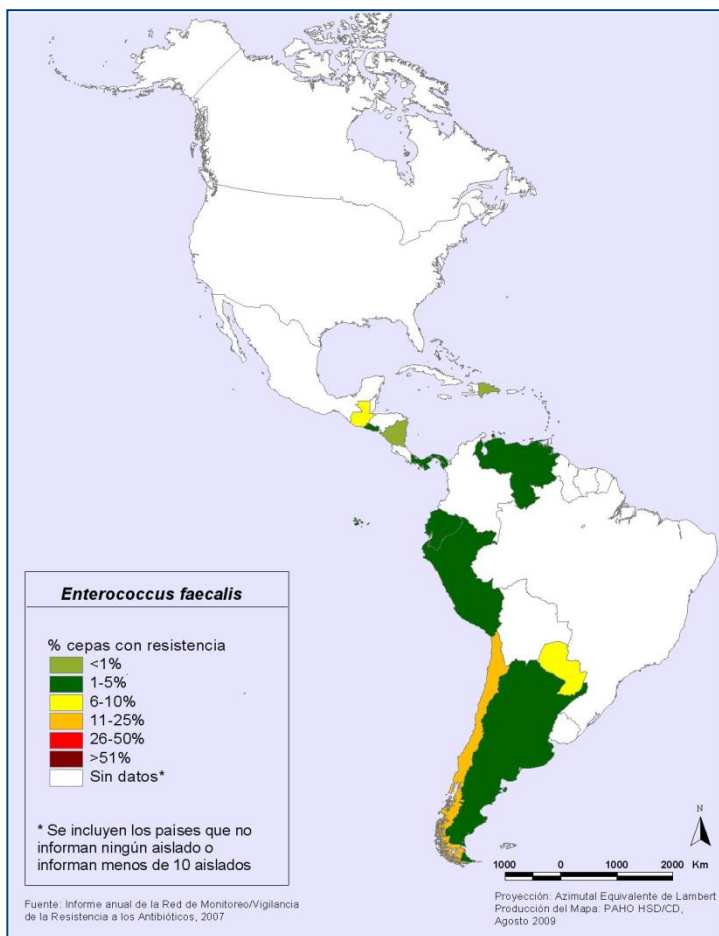 Enterococcus faecalis
% cepas con resistencia
<1%
1-5%
6-10%
11-25%
26-50%
>51%
Sin datos*
* Se incluyen los países que no
informan ningún aislado o
informan menos de 10 aislados
Fuente: Informe anual de la Red de Monitoreo/Vigilancia
de la Resistencia a los Antibióticos, 2007
N
1000 0 1000 2000 Km
Proyección: Azimutal Equivalente de Lambert
Producción del Mapa: PAHO HSD/CD,
Agosto 2009